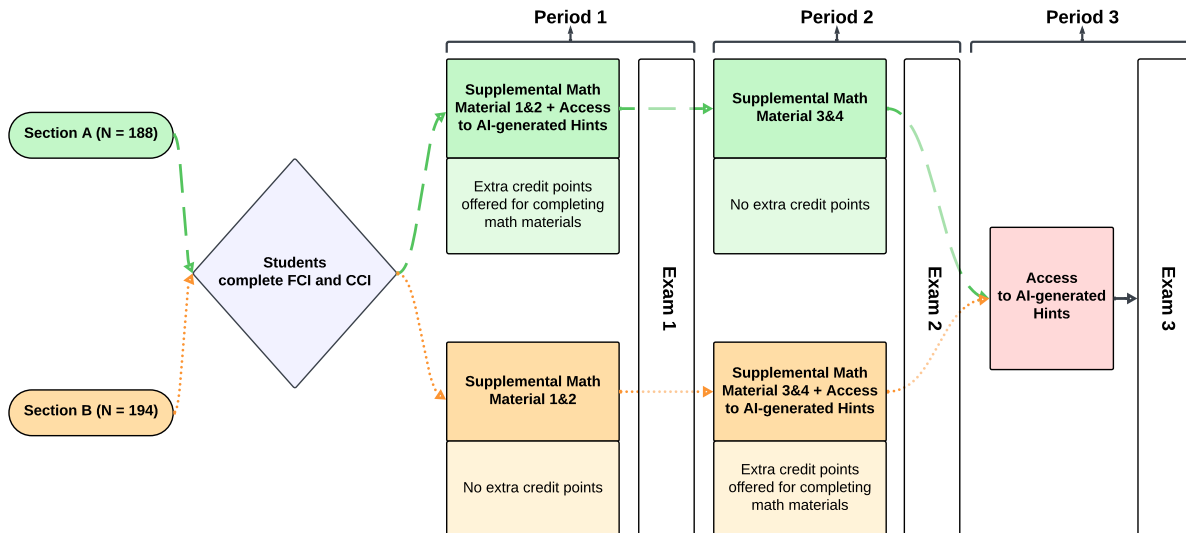 Period 1
Period 2
Period 3
Section A (N = 188)
Section B (N = 194)
Students
complete FCI and CCI
Supplemental Math
Material 1&2 + Access
to AI-generated Hints
Extra credit points
offered for completing
math materials
Supplemental Math
Material 1&2
No extra credit points
Exam 1
Supplemental Math
Material 3&4
No extra credit points
Supplemental Math
Material 3&4 + Access
to AI-generated Hints
Extra credit points
offered for completing
math materials
Exam 2
Access
to AI-generated
Hints
Exam 3